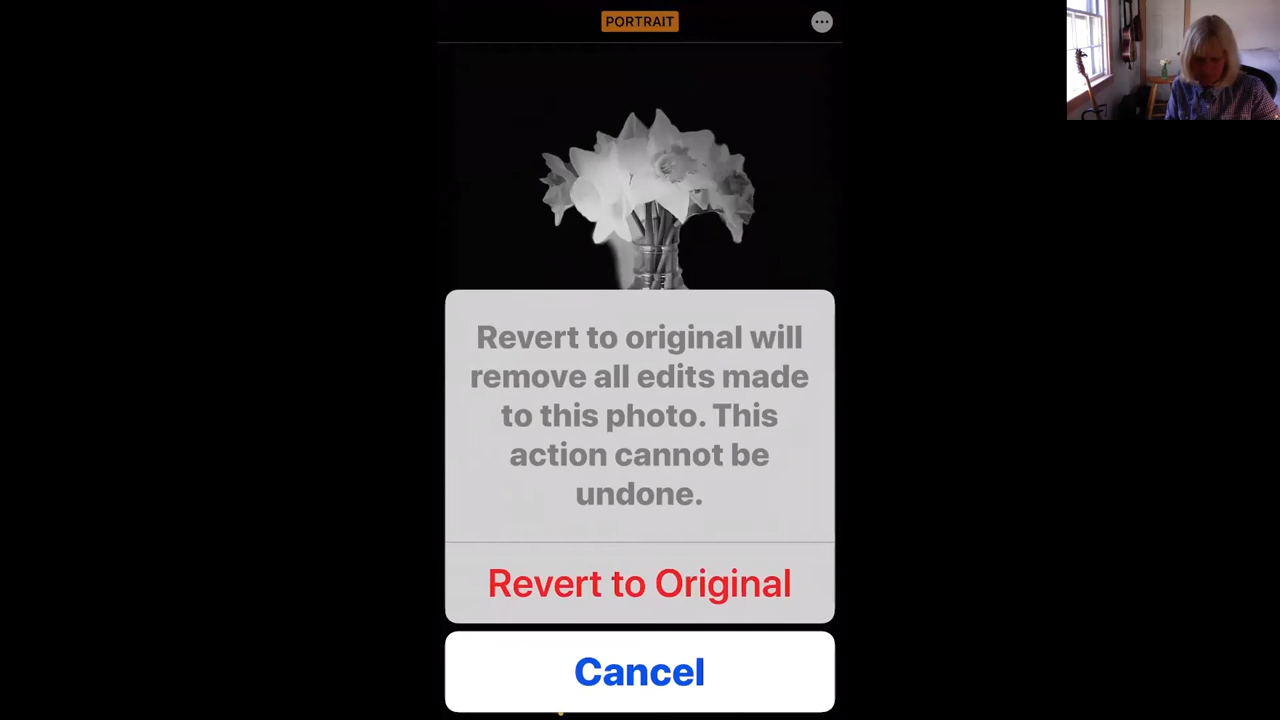 PORTRAIT
Revert to original will
remove all edits made
to this photo. This
action cannot be
undone.
Revert to Original
Cancel